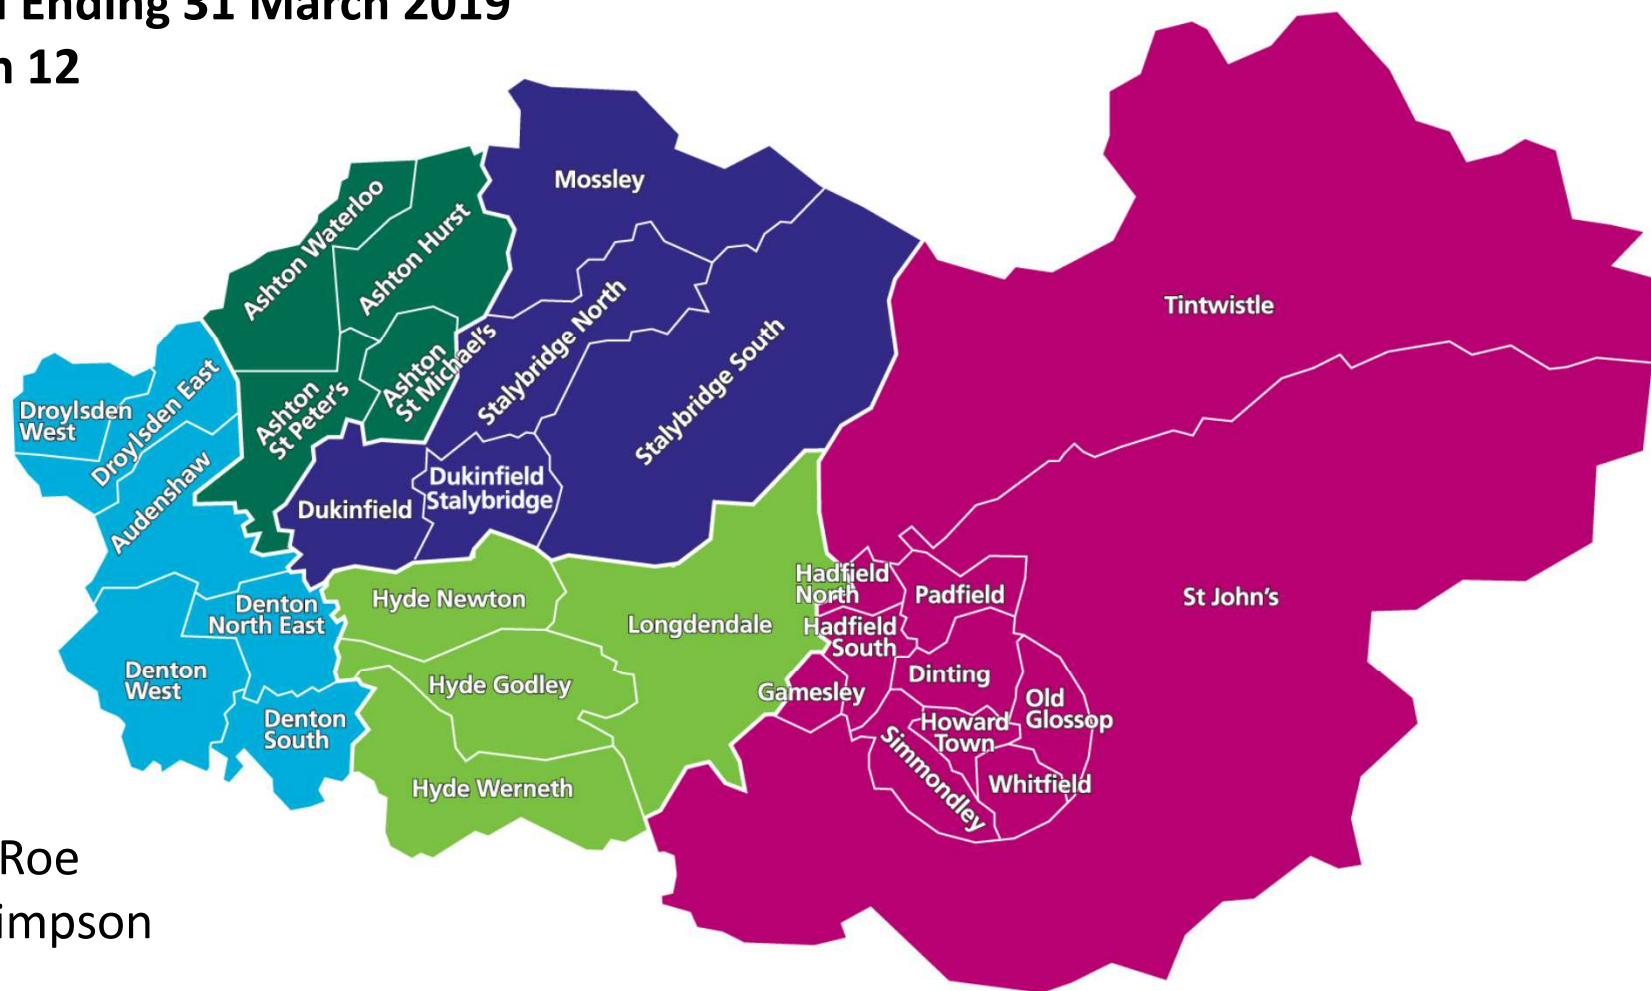 Ending 31 March 2019
12
Mossley
Ashton Waterloo
Ashton Hurst
Tintwistle
Stalybridge North
Ashton
St Michael's
Stalybridge South
Ashton
St Peter's
Droylsden
West
Droylsden East
Audenshaw
Dukinfield
Dukinfield
Stalybridge
Hadfield
North
Padfield
St John's
Hyde Newton
Denton
North East
Longdendale
Hadfield
South
Denton
West
Hyde Godley
Gamesley
Dinting
Old
Glossop
Denton
South
Howard
Town
Simmondley
Whitfield
Hyde Werneth
Roe
impson